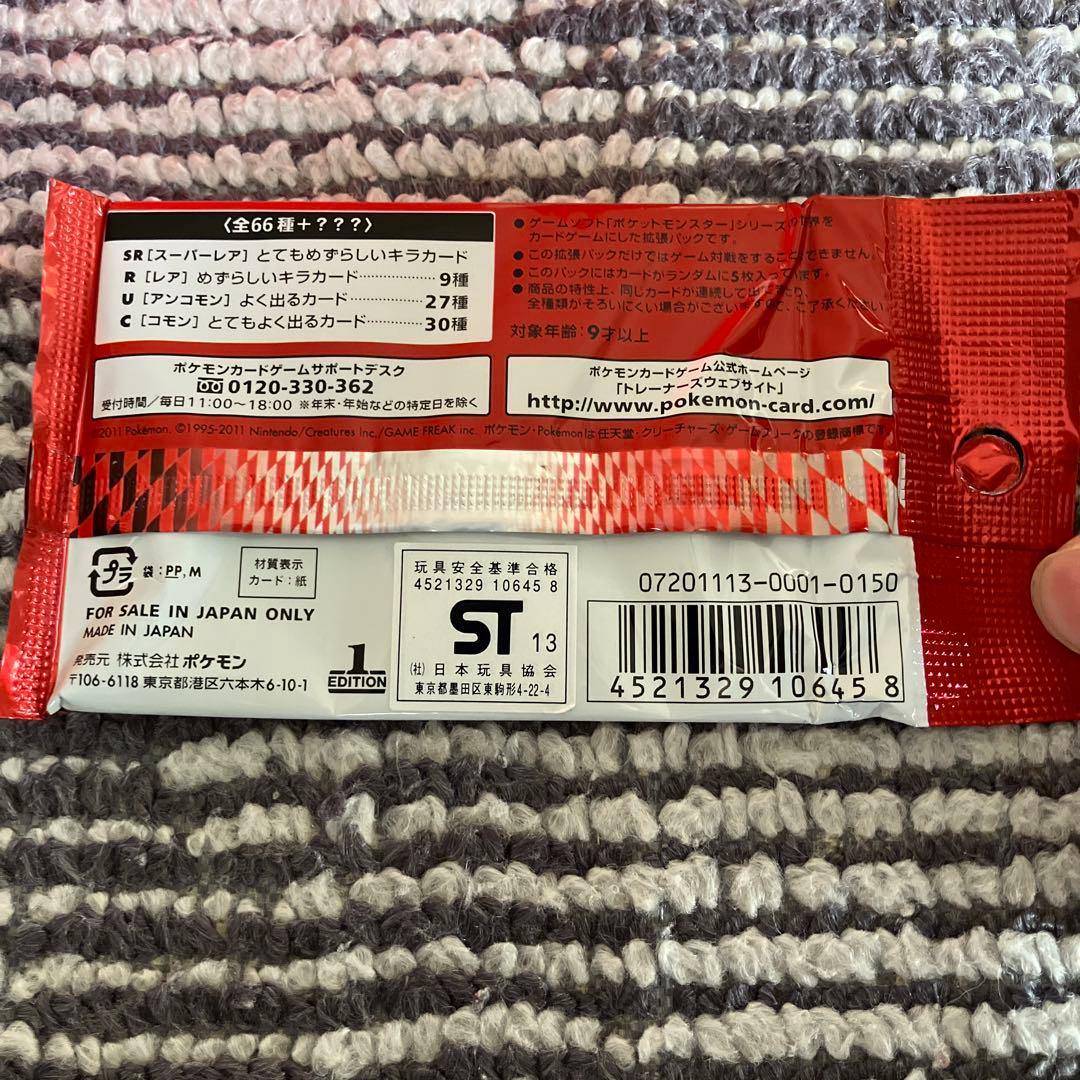 〈全66種＋???〉
SR［スーパーレア］とてもめずらしいキラカード
R［レア］めずらしいキラカード……………9種
U［アンコモン］よく出るカード……………27種
C［コモン］とてもよく出るカード…………30種
●ゲームソフト「ポケットモンスター」シリーズの世界を
カードゲームにした拡張パックです。
●この拡張パックだけではゲーム対戦をすることできません。
●このパックにはカードがランダムに5枚入っています。
●商品の特性上、同じカードが連続して出たり、
全種類がそろいにくい場合がございますので、ご了承ください
対象年齢：9才以上
ポケモンカードゲームサポートデスク
0120-330-362
受付時間／毎日11:00〜18:00 ※年末・年始などの特定日を除く
ポケモンカードゲーム公式ホームページ
「トレーナーズウェブサイト」
http://www.pokemon-card.com/
©2011 Pokémon. ©1995-2011 Nintendo/Creatures Inc./GAME FREAK inc. ポケモン・Pokémonは任天堂・クリーチャーズ・ゲームフリークの登録商標です
プラ 袋：PP, M
材質表示
カード：紙
FOR SALE IN JAPAN ONLY
MADE IN JAPAN
発売元 株式会社 ポケモン
〒106-6118 東京都港区六本木6-10-1
1
EDITION
玩具安全基準合格
4521329 10645 8
ST 13
(社)日本玩具協会
東京都墨田区東駒形4-22-4
07201113-0001-0150
4521329 10645 8